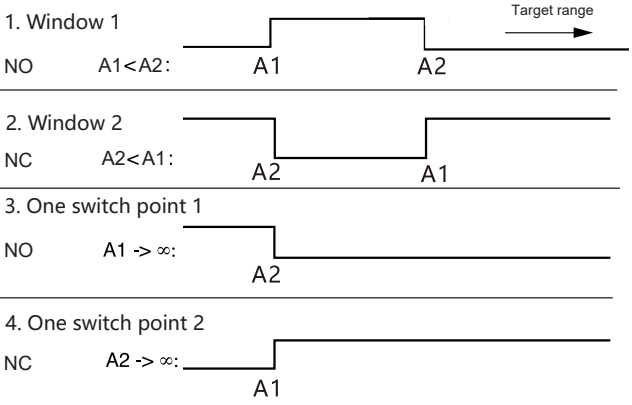 Target range
1. Window 1
NO A1<A2: A1 A2
2. Window 2
NC A2<A1: A2 A1
3. One switch point 1
NO A1 -> ∞: A2
4. One switch point 2
NC A2 -> ∞: A1